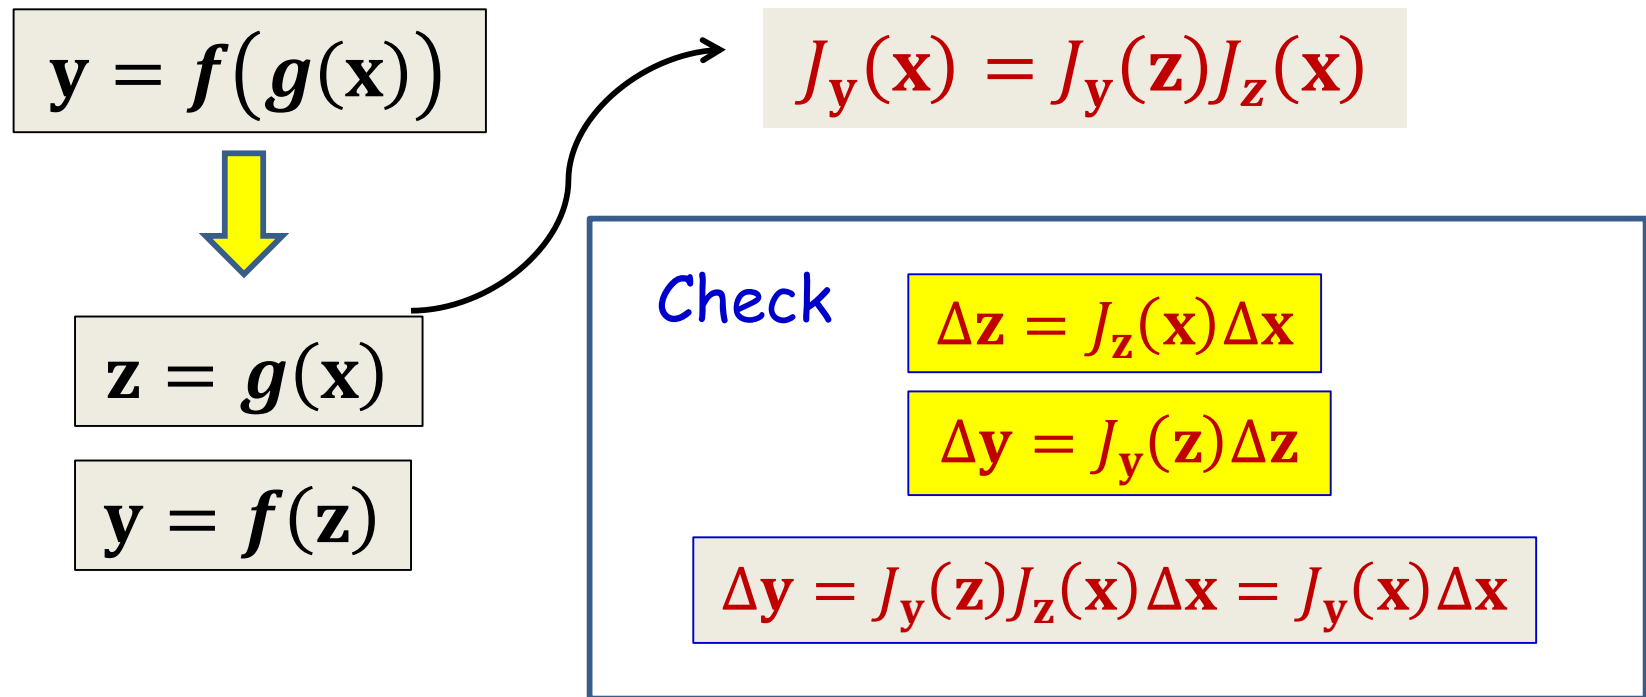 𝐲 = 𝒇(𝒈(𝐱))
J_𝐲(𝐱) = J_𝐲(𝐳)J_𝒛(𝐱)
𝐳 = 𝒈(𝐱)
𝐲 = 𝒇(𝐳)
Check
Δ𝐳 = J_𝐳(𝐱)Δ𝐱
Δ𝐲 = J_𝐲(𝐳)Δ𝐳
Δ𝐲 = J_𝐲(𝐳)J_𝐳(𝐱)Δ𝐱 = J_𝐲(𝐱)Δ𝐱